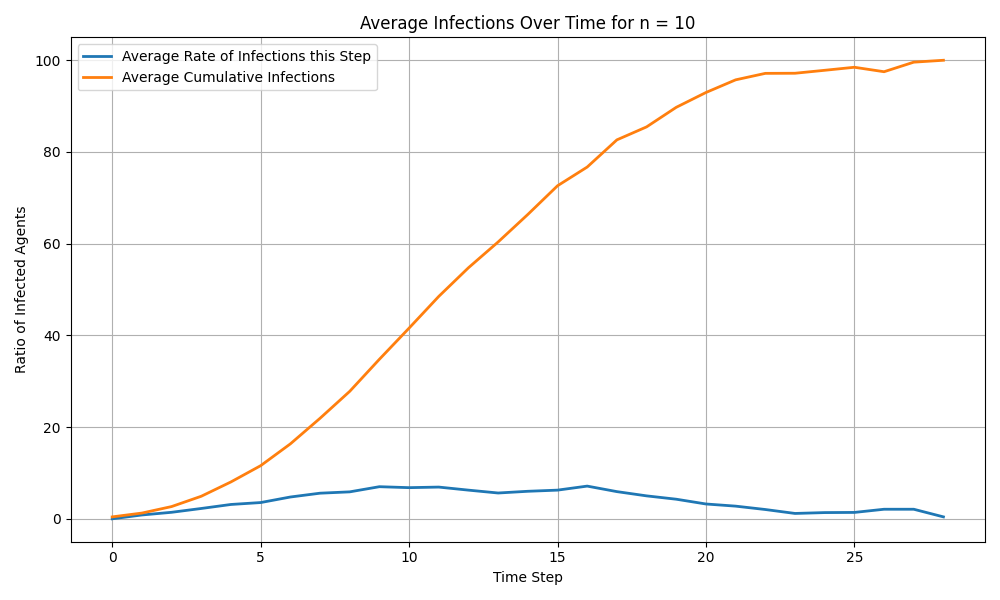 Average Infections Over Time for n = 10
Average Rate of Infections this Step
Average Cumulative Infections
Ratio of Infected Agents
100
80
60
40
20
0
0 5 10 15 20 25
Time Step